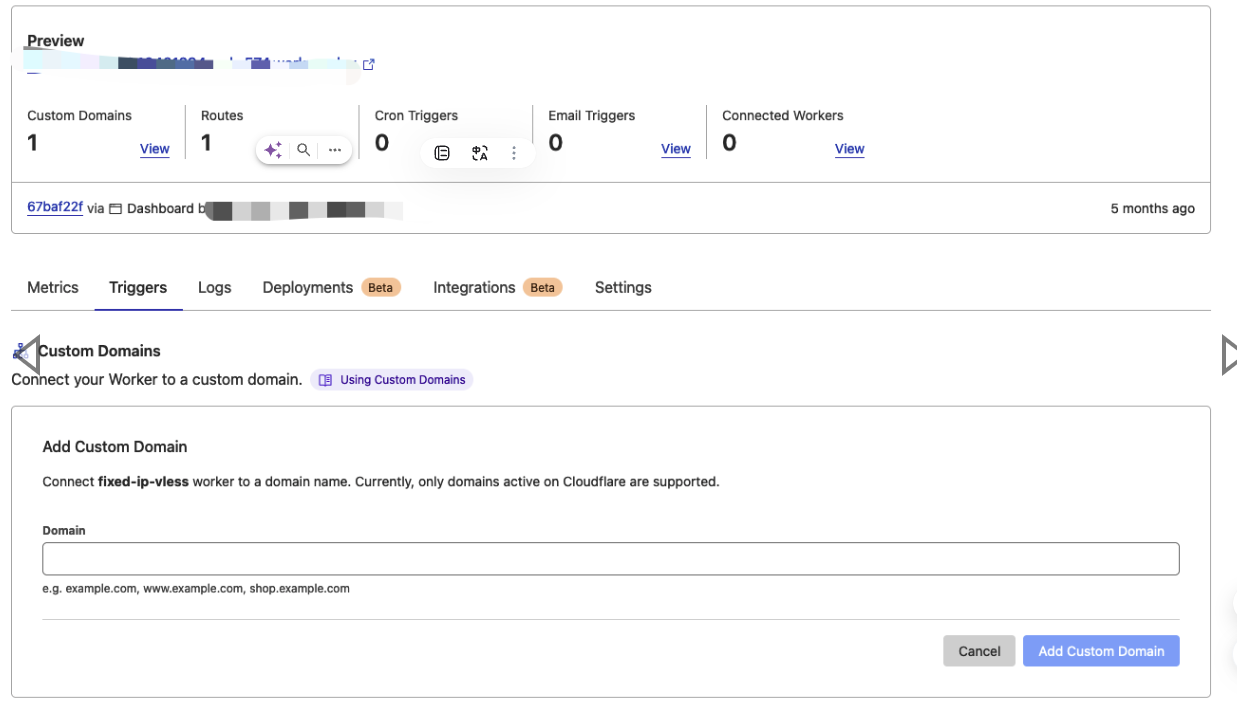 Preview
Custom Domains Routes Cron Triggers Email Triggers Connected Workers
1 View 1 0 0 View 0 View
67baf22f via Dashboard b
5 months ago
Metrics Triggers Logs Deployments Beta Integrations Beta Settings
Custom Domains
Connect your Worker to a custom domain. Using Custom Domains
Add Custom Domain
Connect fixed-ip-vless worker to a domain name. Currently, only domains active on Cloudflare are supported.
Domain
e.g. example.com, www.example.com, shop.example.com
Cancel Add Custom Domain